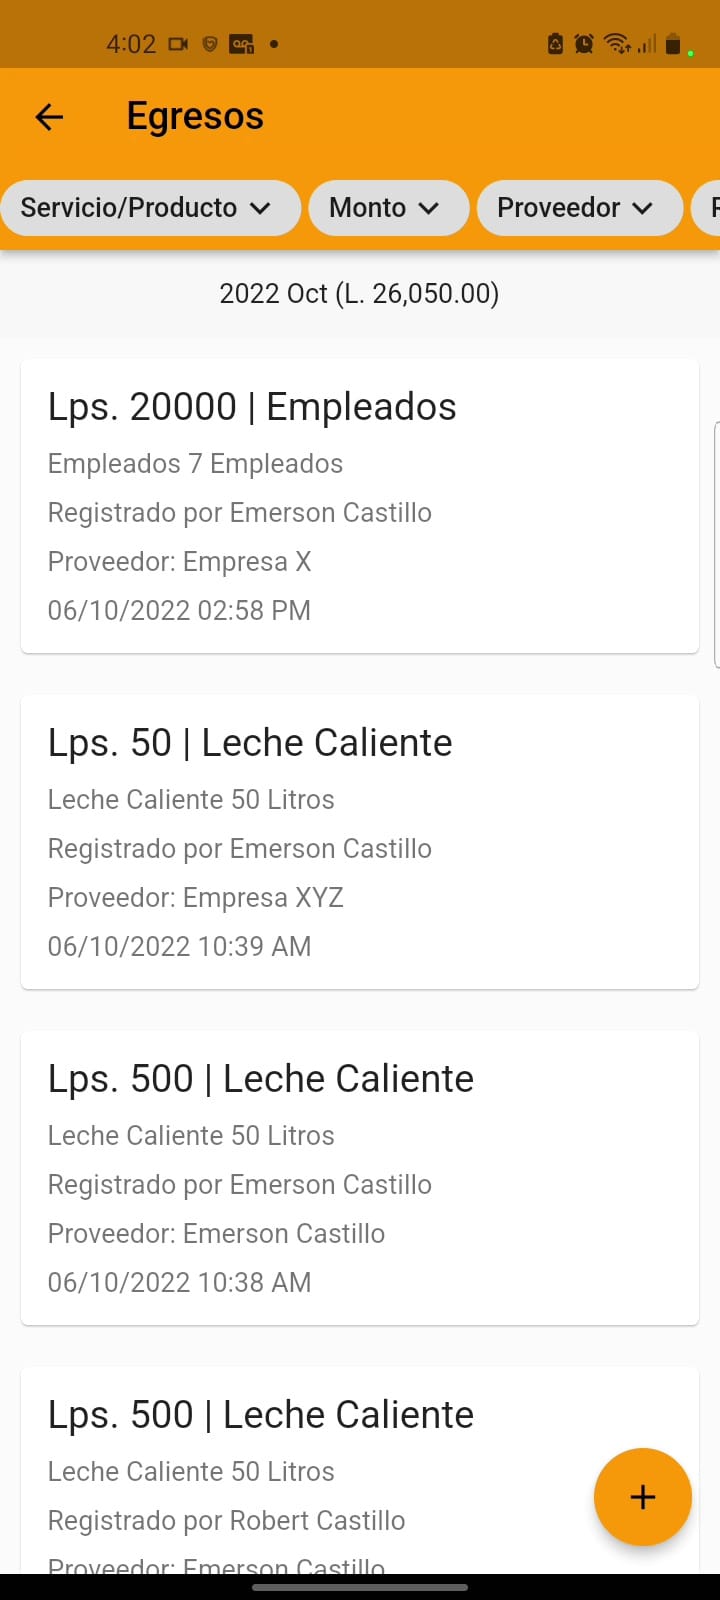 4:02
Egresos
Servicio/Producto
Monto
Proveedor
2022 Oct (L. 26,050.00)
Lps. 20000 | Empleados
Empleados 7 Empleados
Registrado por Emerson Castillo
Proveedor: Empresa X
06/10/2022 02:58 PM
Lps. 50 | Leche Caliente
Leche Caliente 50 Litros
Registrado por Emerson Castillo
Proveedor: Empresa XYZ
06/10/2022 10:39 AM
Lps. 500 | Leche Caliente
Leche Caliente 50 Litros
Registrado por Emerson Castillo
Proveedor: Emerson Castillo
06/10/2022 10:38 AM
Lps. 500 | Leche Caliente
Leche Caliente 50 Litros
Registrado por Robert Castillo
Proveedor: Emerson Castillo